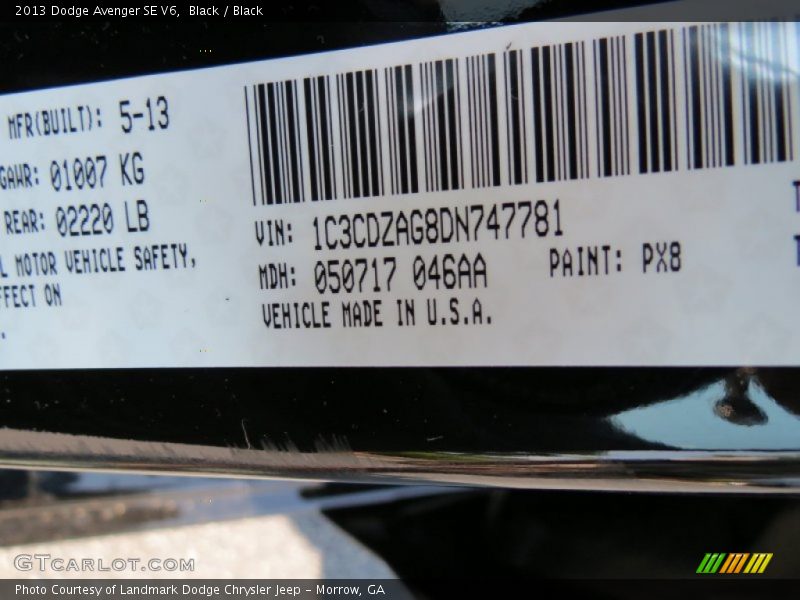 2013 Dodge Avenger SE V6, Black / Black
MFR(BUILT): 5-13
GAWR: 01007 KG
REAR: 02220 LB
L MOTOR VEHICLE SAFETY,
FFECT ON
VIN: 1C3CDZAG8DN747781
MDH: 050717 046AA
PAINT: PX8
VEHICLE MADE IN U.S.A.
GTCARLOT.COM
Photo Courtesy of Landmark Dodge Chrysler Jeep - Morrow, GA